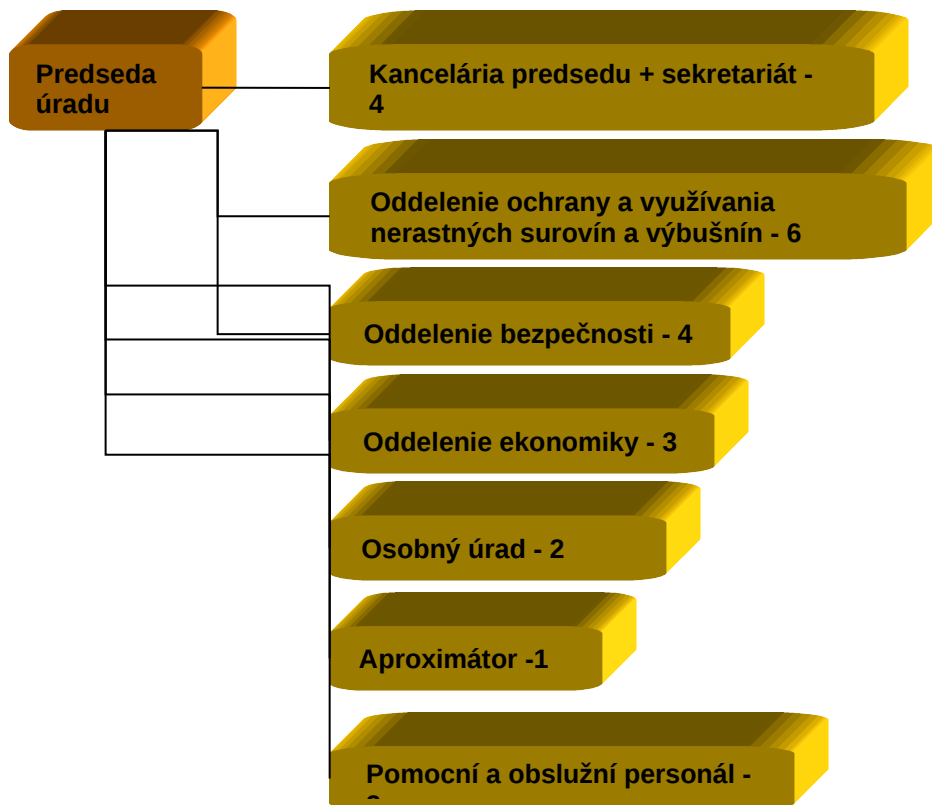 Predseda
úradu
Kancelária predsedu + sekretariát -
4
Oddelenie ochrany a využívania
nerastných surovín a výbušnín - 6
Oddelenie bezpečnosti - 4
Oddelenie ekonomiky - 3
Osobný úrad - 2
Aproximátor -1
Pomocní a obslužní personál -